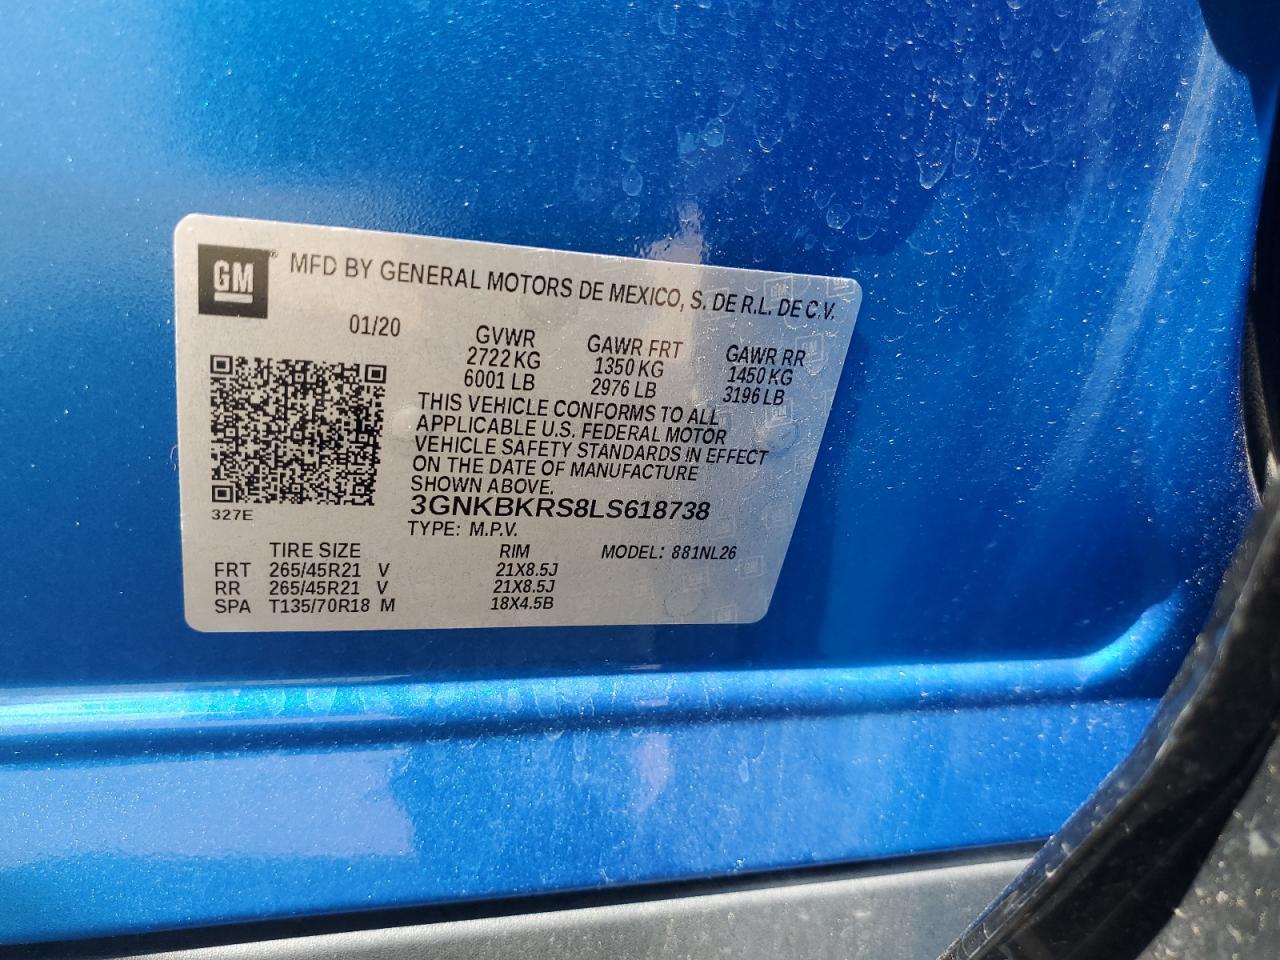 GM® MFD BY GENERAL MOTORS DE MEXICO, S. DE R.L. DE C.V.
01/20
GVWR GAWR FRT GAWR RR
2722 KG 1350 KG 1450 KG
6001 LB 2976 LB 3196 LB
THIS VEHICLE CONFORMS TO ALL
APPLICABLE U.S. FEDERAL MOTOR
VEHICLE SAFETY STANDARDS IN EFFECT
ON THE DATE OF MANUFACTURE
SHOWN ABOVE.
327E
3GNKBKRS8LS618738
TYPE: M.P.V.
TIRE SIZE RIM MODEL: 881NL26
FRT 265/45R21 V 21X8.5J
RR 265/45R21 V 21X8.5J
SPA T135/70R18 M 18X4.5B